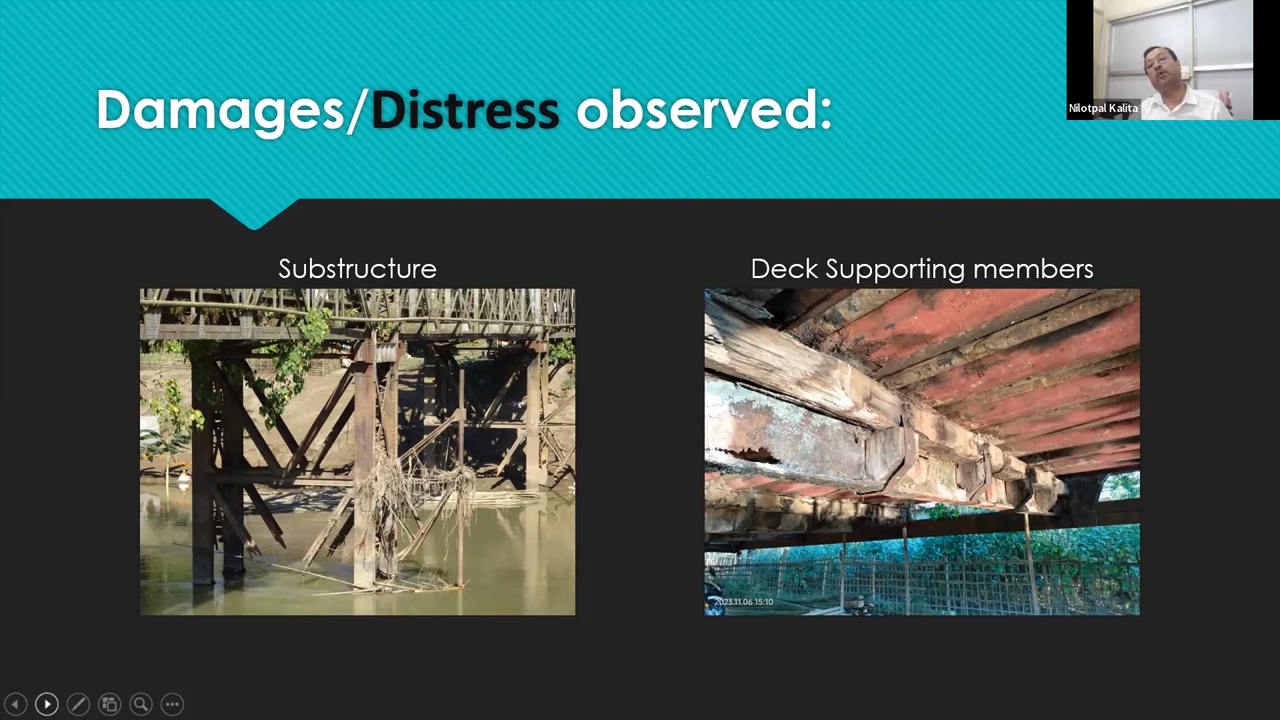 Damages/Distress observed:
Nilotpal Kalita
Substructure
Deck Supporting members
2023.11.06 15:10